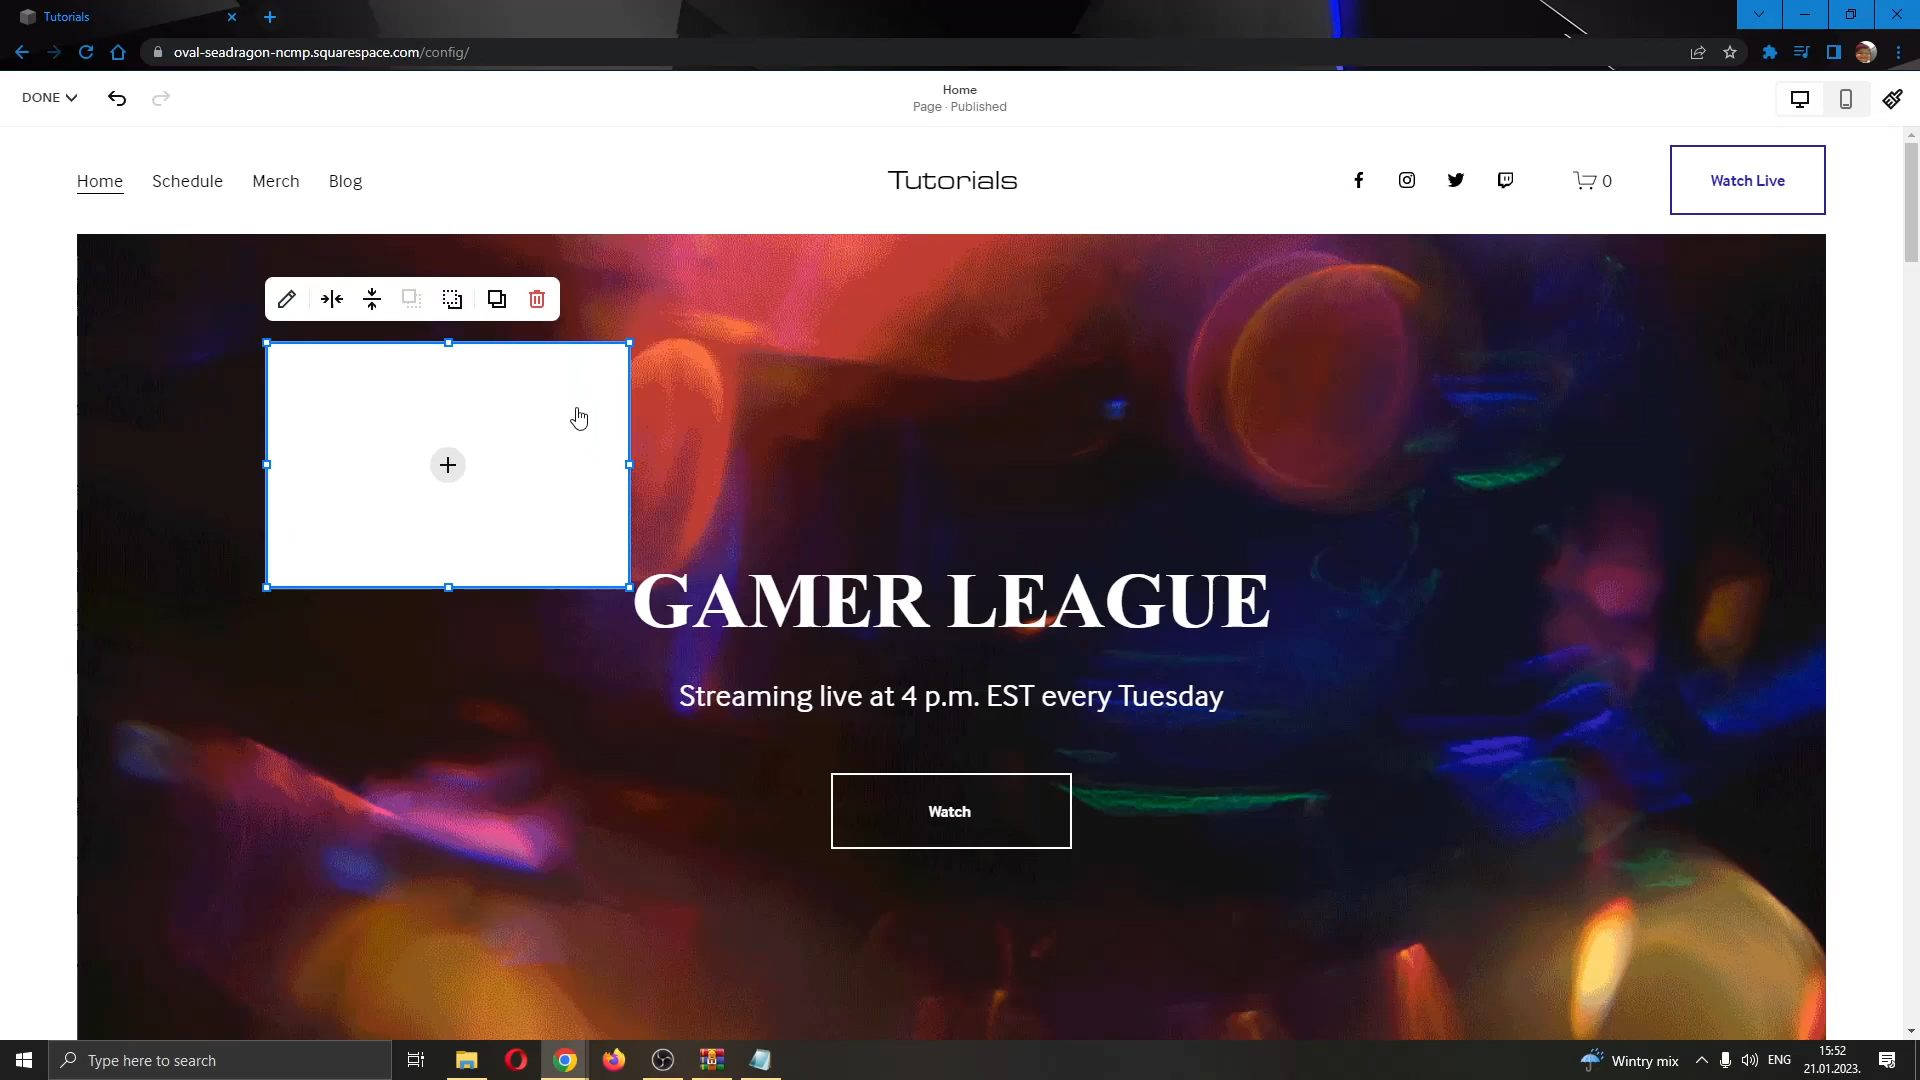 Tutorials
oval-seadragon-ncmp.squarespace.com/config/
DONE
Home
Page · Published
Home
Schedule
Merch
Blog
Tutorials
0
Watch Live
GAMER LEAGUE
Streaming live at 4 p.m. EST every Tuesday
Watch
Type here to search
Wintry mix
ENG
15:52
21.01.2023.